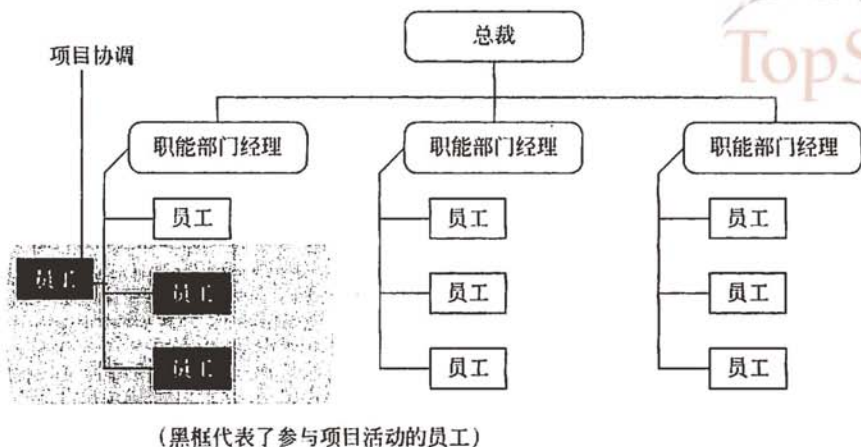 总裁
TopS
项目协调
职能部门经理 职能部门经理 职能部门经理
员工 员工 员工
员工 员工 员工 员工
员工 员工 员工
(黑框代表了参与项目活动的员工)